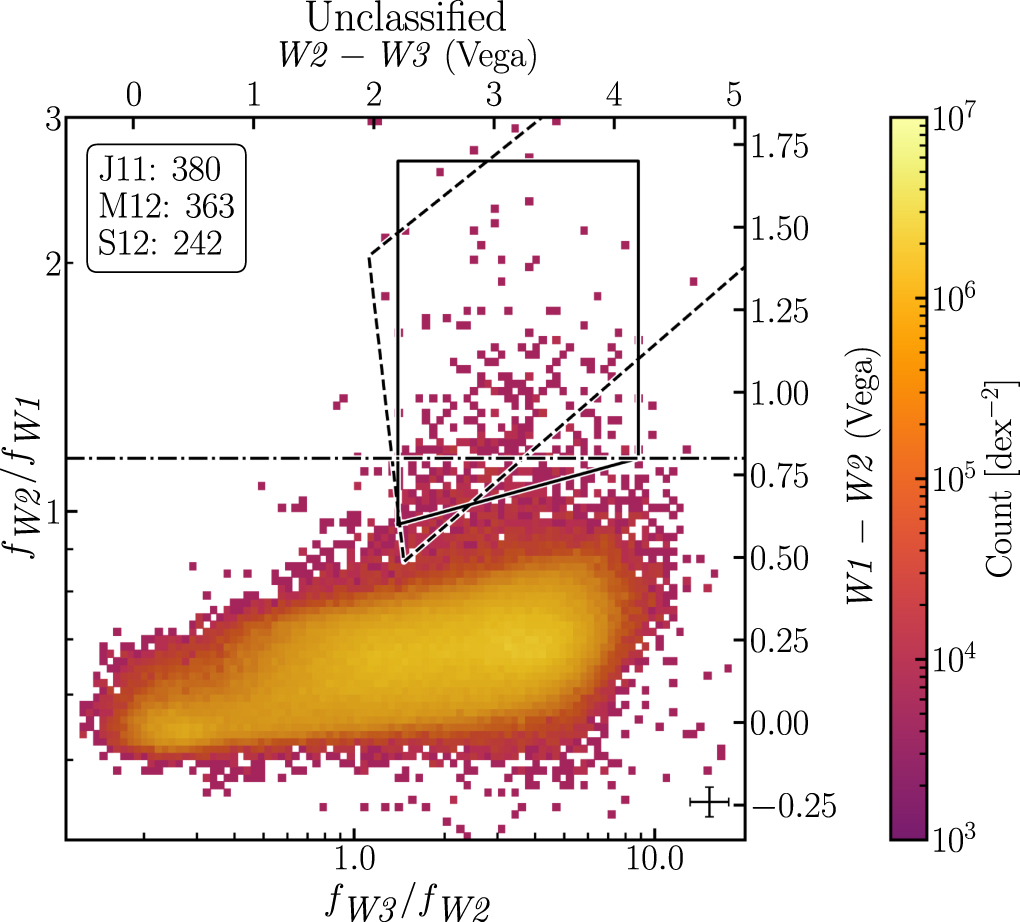 Unclassified
W2 − W3 (Vega)
0 1 2 3 4 5
3
2
1
J11: 380
M12: 363
S12: 242
f_W2/f_W1
1.75
1.50
1.25
1.00
0.75
0.50
0.25
0.00
−0.25
W1 − W2 (Vega)
10^7
10^6
10^5
10^4
10^3
Count [dex^−2]
1.0 10.0
f_W3/f_W2